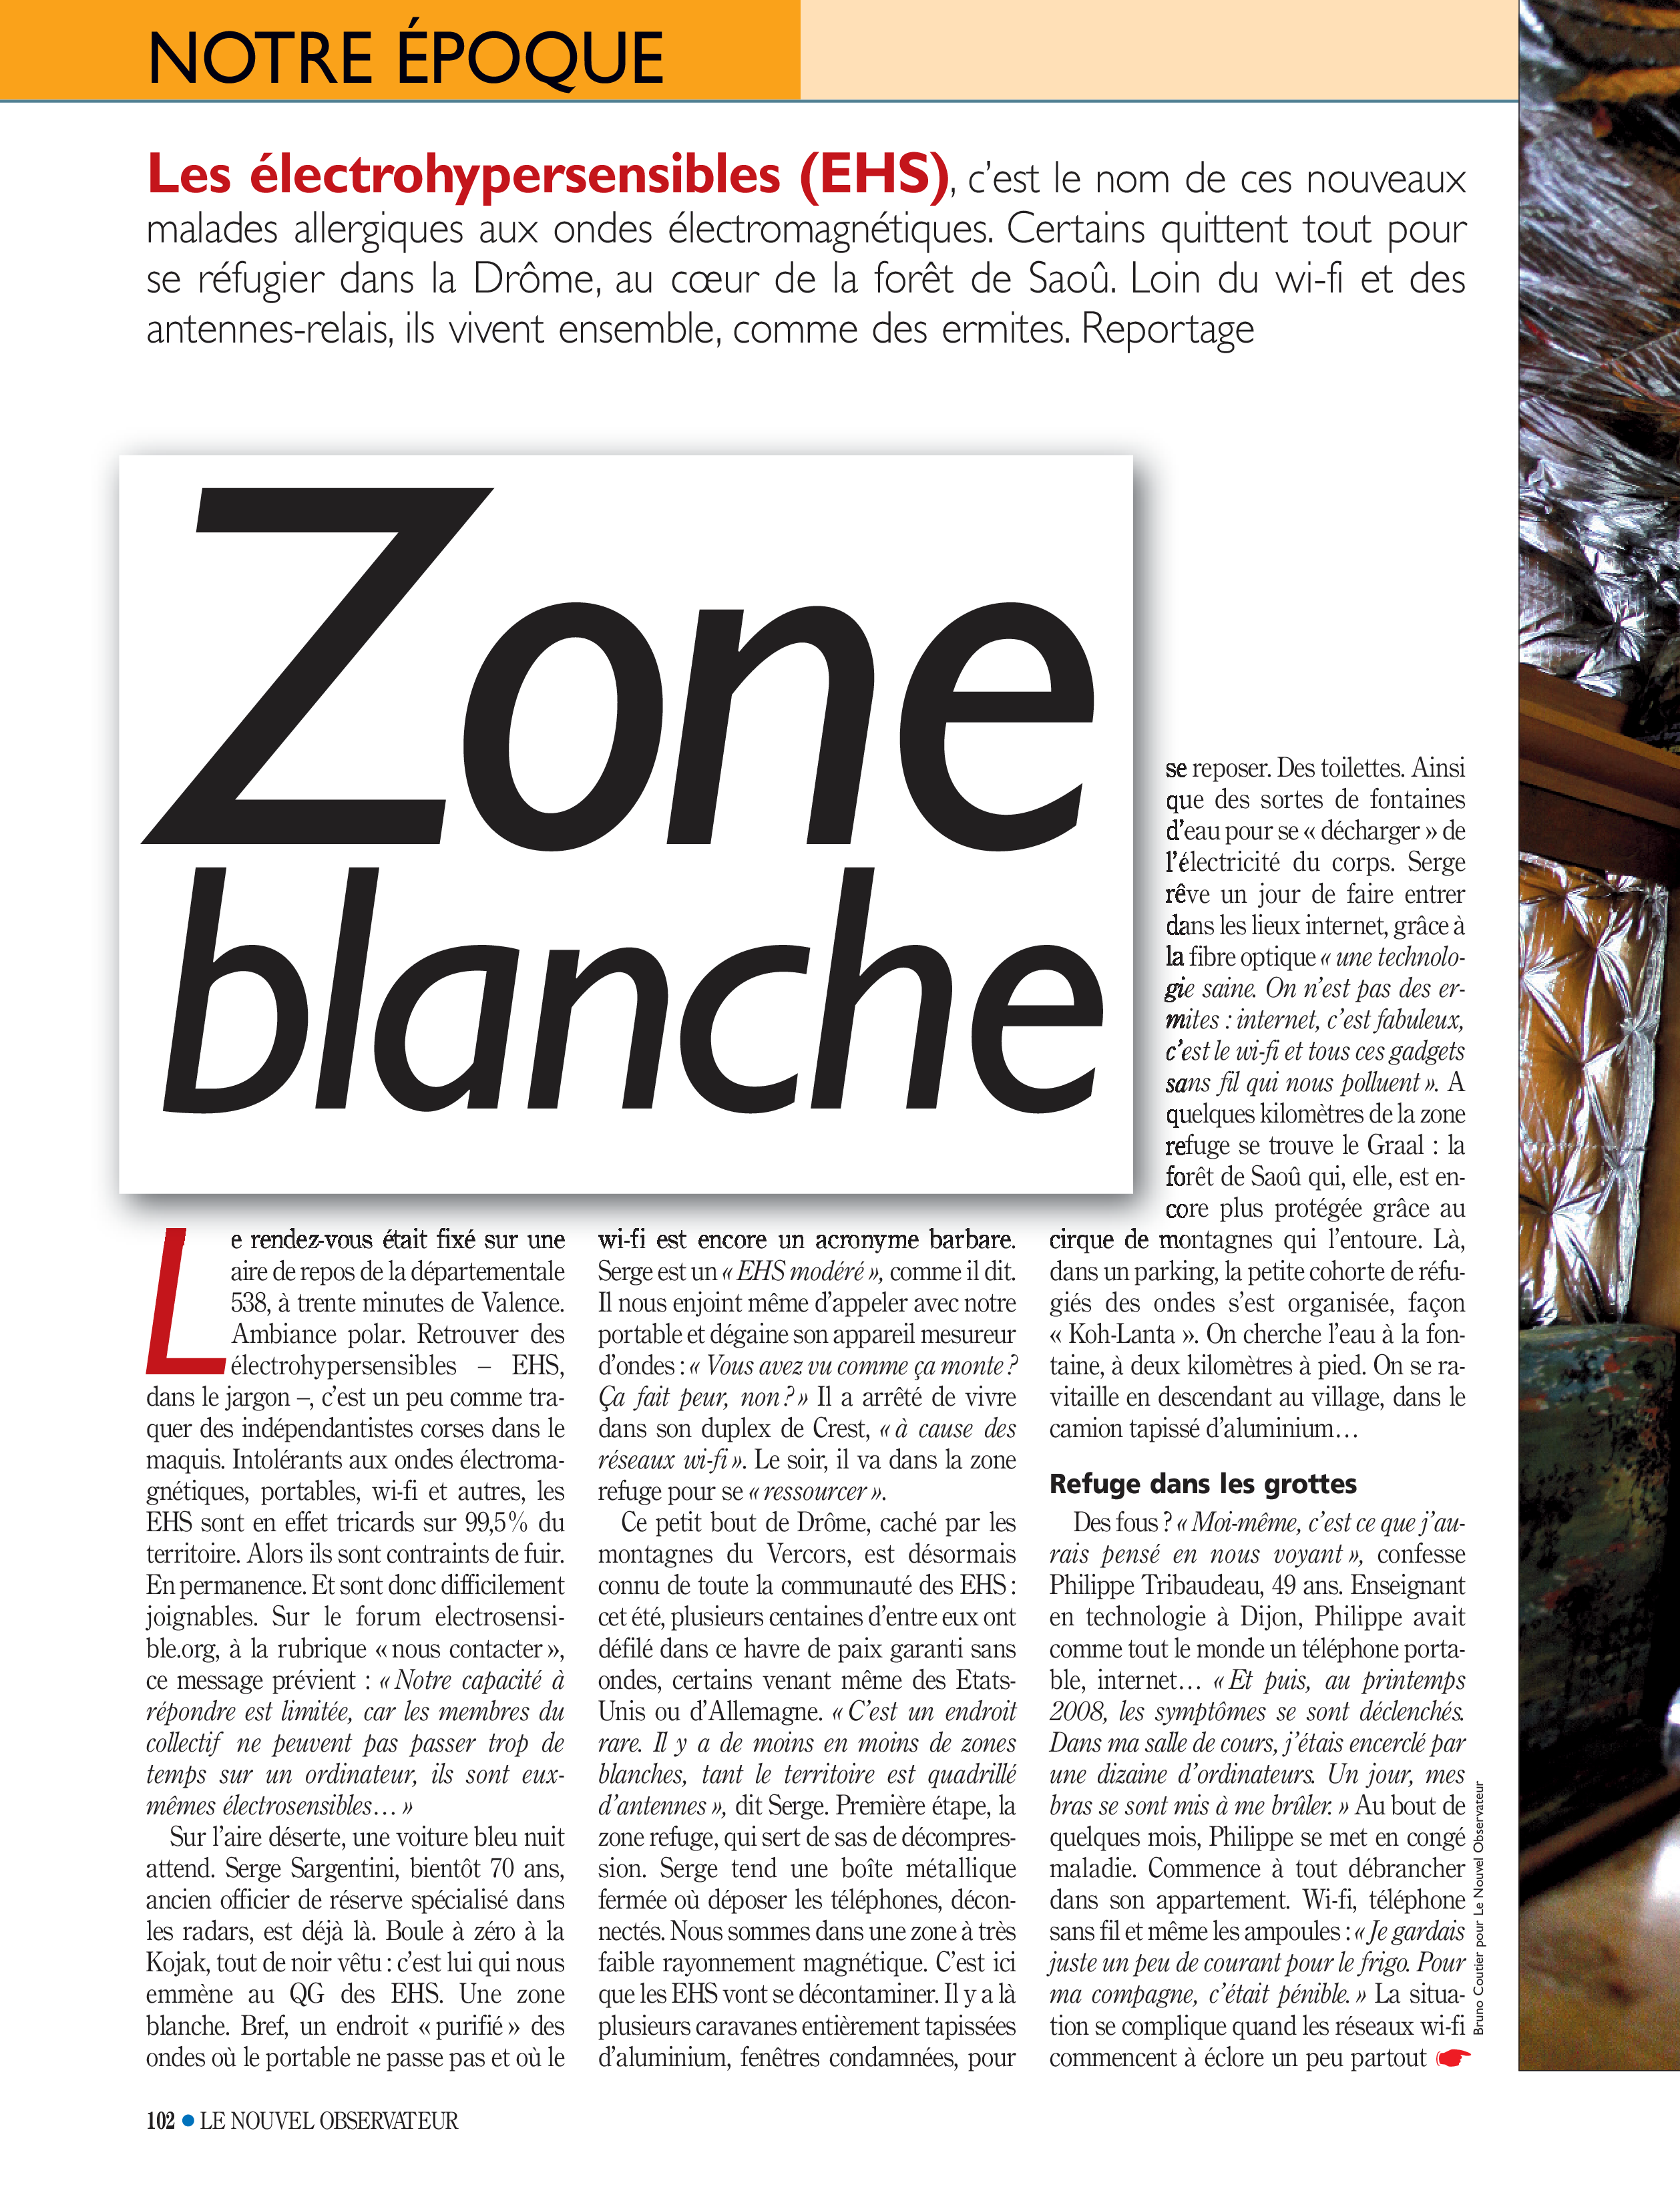 NOTRE ÉPOQUE
Les électrohypersensibles (EHS), c’est le nom de ces nouveaux
malades allergiques aux ondes électromagnétiques. Certains quittent tout pour
se réfugier dans la Drôme, au cœur de la forêt de Saoû. Loin du wi-fi et des
antennes-relais, ils vivent ensemble, comme des ermites. Reportage
Zone
blanche
Le rendez-vous était fixé sur une
aire de repos de la départementale
538, à trente minutes de Valence.
Ambiance polar. Retrouver des
électrohypersensibles – EHS,
dans le jargon –, c’est un peu comme tra-
quer des indépendantistes corses dans le
maquis. Intolérants aux ondes électroma-
gnétiques, portables, wi-fi et autres, les
EHS sont en effet tricards sur 99,5% du
territoire. Alors ils sont contraints de fuir.
En permanence. Et sont donc difficilement
joignables. Sur le forum electrosensi-
ble.org, à la rubrique « nous contacter »,
ce message prévient : « Notre capacité à
répondre est limitée, car les membres du
collectif ne peuvent pas passer trop de
temps sur un ordinateur, ils sont eux-
mêmes électrosensibles… »
Sur l’aire déserte, une voiture bleu nuit
attend. Serge Sargentini, bientôt 70 ans,
ancien officier de réserve spécialisé dans
les radars, est déjà là. Boule à zéro à la
Kojak, tout de noir vêtu : c’est lui qui nous
emmène au QG des EHS. Une zone
blanche. Bref, un endroit « purifié » des
ondes où le portable ne passe pas et où le
wi-fi est encore un acronyme barbare.
Serge est un « EHS modéré », comme il dit.
Il nous enjoint même d’appeler avec notre
portable et dégaine son appareil mesureur
d’ondes : « Vous avez vu comme ça monte ?
Ça fait peur, non ? » Il a arrêté de vivre
dans son duplex de Crest, « à cause des
réseaux wi-fi ». Le soir, il va dans la zone
refuge pour se « ressourcer ».
Ce petit bout de Drôme, caché par les
montagnes du Vercors, est désormais
connu de toute la communauté des EHS :
cet été, plusieurs centaines d’entre eux ont
défilé dans ce havre de paix garanti sans
ondes, certains venant même des Etats-
Unis ou d’Allemagne. « C’est un endroit
rare. Il y a de moins en moins de zones
blanches, tant le territoire est quadrillé
d’antennes », dit Serge. Première étape, la
zone refuge, qui sert de sas de décompres-
sion. Serge tend une boîte métallique
fermée où déposer les téléphones, décon-
nectés. Nous sommes dans une zone à très
faible rayonnement magnétique. C’est ici
que les EHS vont se décontaminer. Il y a là
plusieurs caravanes entièrement tapissées
d’aluminium, fenêtres condamnées, pour
se reposer. Des toilettes. Ainsi
que des sortes de fontaines
d’eau pour se « décharger » de
l’électricité du corps. Serge
rêve un jour de faire entrer
dans les lieux internet, grâce à
la fibre optique « une technolo-
gie saine. On n’est pas des er-
mites : internet, c’est fabuleux,
c’est le wi-fi et tous ces gadgets
sans fil qui nous polluent ». A
quelques kilomètres de la zone
refuge se trouve le Graal : la
forêt de Saoû qui, elle, est en-
core plus protégée grâce au
cirque de montagnes qui l’entoure. Là,
dans un parking, la petite cohorte de réfu-
giés des ondes s’est organisée, façon
« Koh-Lanta ». On cherche l’eau à la fon-
taine, à deux kilomètres à pied. On se ra-
vitaille en descendant au village, dans le
camion tapissé d’aluminium…
Refuge dans les grottes
Des fous ? « Moi-même, c’est ce que j’au-
rais pensé en nous voyant », confesse
Philippe Tribaudeau, 49 ans. Enseignant
en technologie à Dijon, Philippe avait
comme tout le monde un téléphone porta-
ble, internet… « Et puis, au printemps
2008, les symptômes se sont déclenchés.
Dans ma salle de cours, j’étais encerclé par
une dizaine d’ordinateurs. Un jour, mes
bras se sont mis à me brûler. » Au bout de
quelques mois, Philippe se met en congé
maladie. Commence à tout débrancher
dans son appartement. Wi-fi, téléphone
sans fil et même les ampoules : « Je gardais
juste un peu de courant pour le frigo. Pour
ma compagne, c’était pénible. » La situa-
tion se complique quand les réseaux wi-fi
commencent à éclore un peu partout
Bruno Coutier pour Le Nouvel Observateur
102 • LE NOUVEL OBSERVATEUR